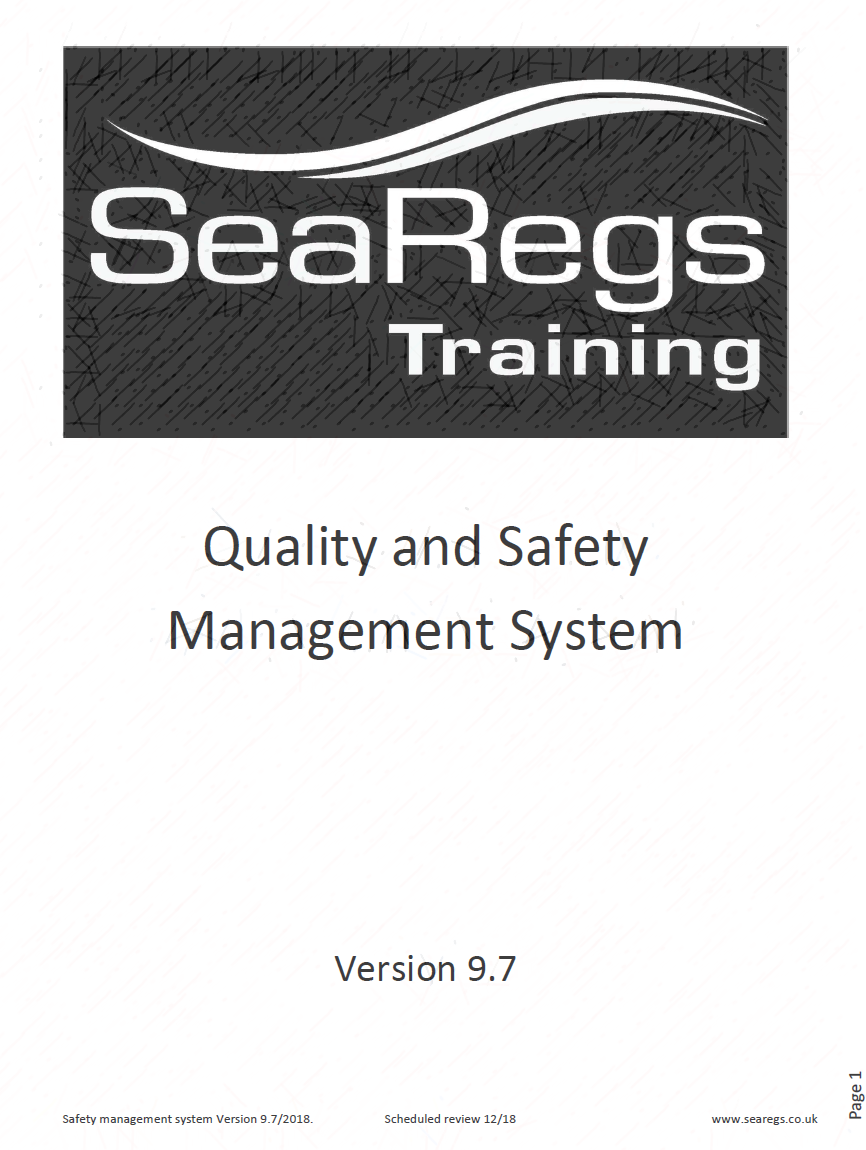 SeaRegs
Training
Quality and Safety
Management System
Version 9.7
Safety management system Version 9.7/2018. Scheduled review 12/18 www.searegs.co.uk
Page 1